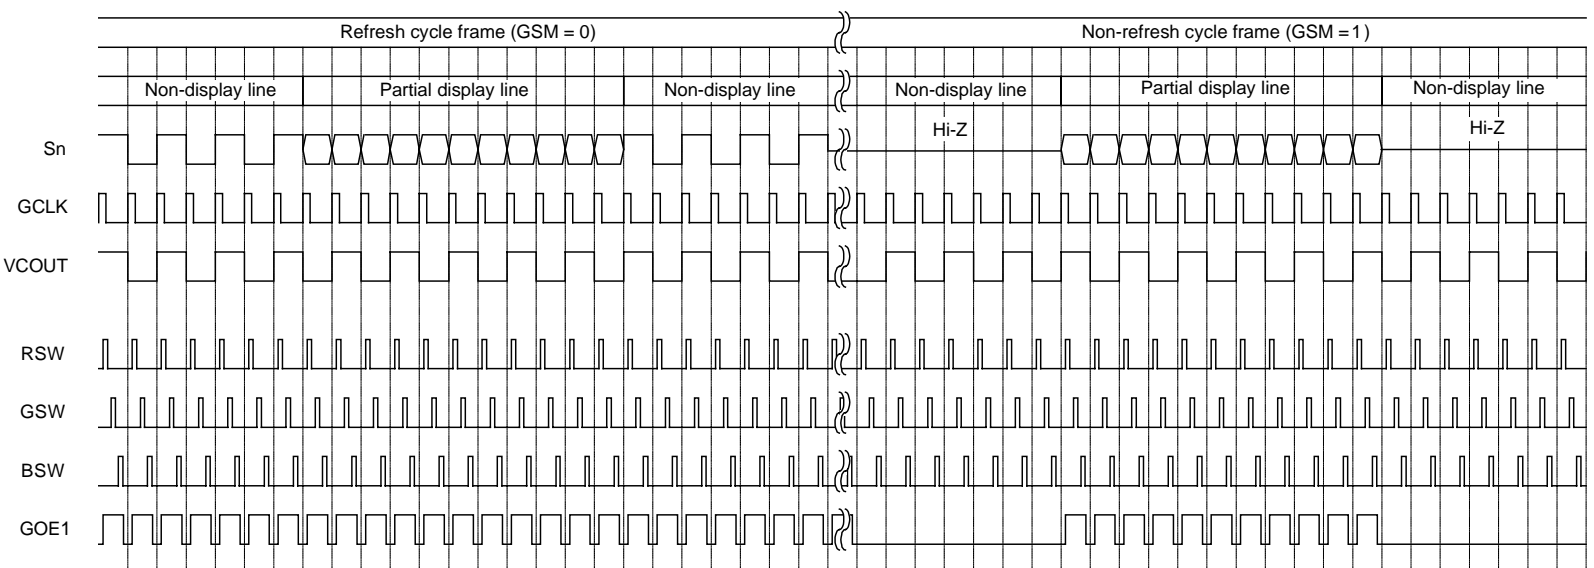 Refresh cycle frame (GSM = 0)
Non-refresh cycle frame (GSM =1)
Non-display line
Partial display line
Non-display line
Non-display line
Partial display line
Non-display line
Sn
Hi-Z
Hi-Z
GCLK
VCOUT
RSW
GSW
BSW
GOE1